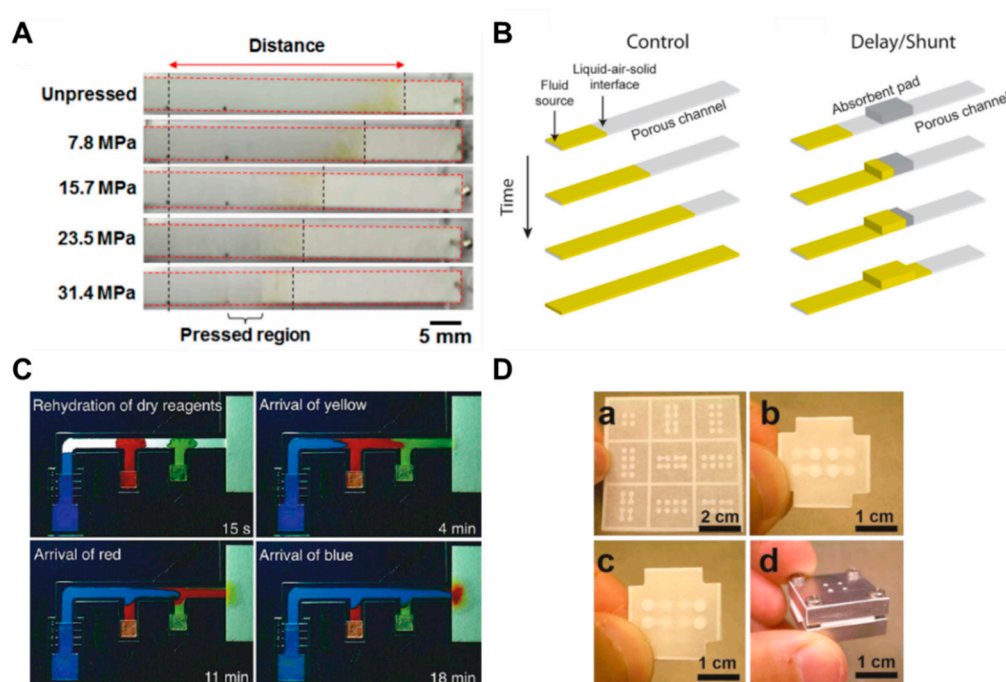 A
Distance
Unpressed
7.8 MPa
15.7 MPa
23.5 MPa
31.4 MPa
Pressed region
5 mm
B
Control
Delay/Shunt
Fluid
source
Liquid-air-solid
interface
Porous channel
Absorbent pad
Porous channel
Time
C
Rehydration of dry reagents
15 s
Arrival of yellow
4 min
Arrival of red
11 min
Arrival of blue
18 min
D
a
2 cm
b
1 cm
c
1 cm
d
1 cm